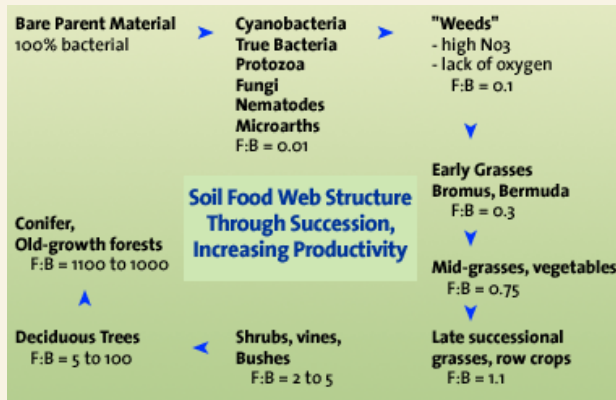 Bare Parent Material
100% bacterial
Cyanobacteria
True Bacteria
Protozoa
Fungi
Nematodes
Microarths
F:B = 0.01
"Weeds"
- high No3
- lack of oxygen
F:B = 0.1
Early Grasses
Bromus, Bermuda
F:B = 0.3
Mid-grasses, vegetables
F:B = 0.75
Late successional
grasses, row crops
F:B = 1.1
Shrubs, vines,
Bushes
F:B = 2 to 5
Deciduous Trees
F:B = 5 to 100
Conifer,
Old-growth forests
F:B = 1100 to 1000
Soil Food Web Structure
Through Succession,
Increasing Productivity